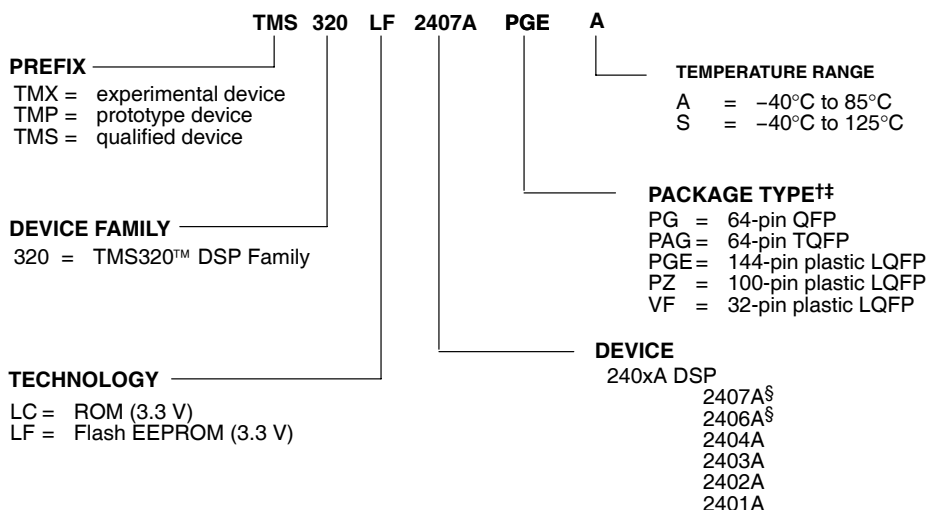 TMS 320 LF 2407A PGE A
PREFIX
TMX = experimental device
TMP = prototype device
TMS = qualified device
TEMPERATURE RANGE
A = −40°C to 85°C
S = −40°C to 125°C
PACKAGE TYPE†‡
PG = 64-pin QFP
PAG = 64-pin TQFP
PGE = 144-pin plastic LQFP
PZ = 100-pin plastic LQFP
VF = 32-pin plastic LQFP
DEVICE FAMILY
320 = TMS320™ DSP Family
DEVICE
240xA DSP
2407A§
2406A§
2404A
2403A
2402A
2401A
TECHNOLOGY
LC = ROM (3.3 V)
LF = Flash EEPROM (3.3 V)